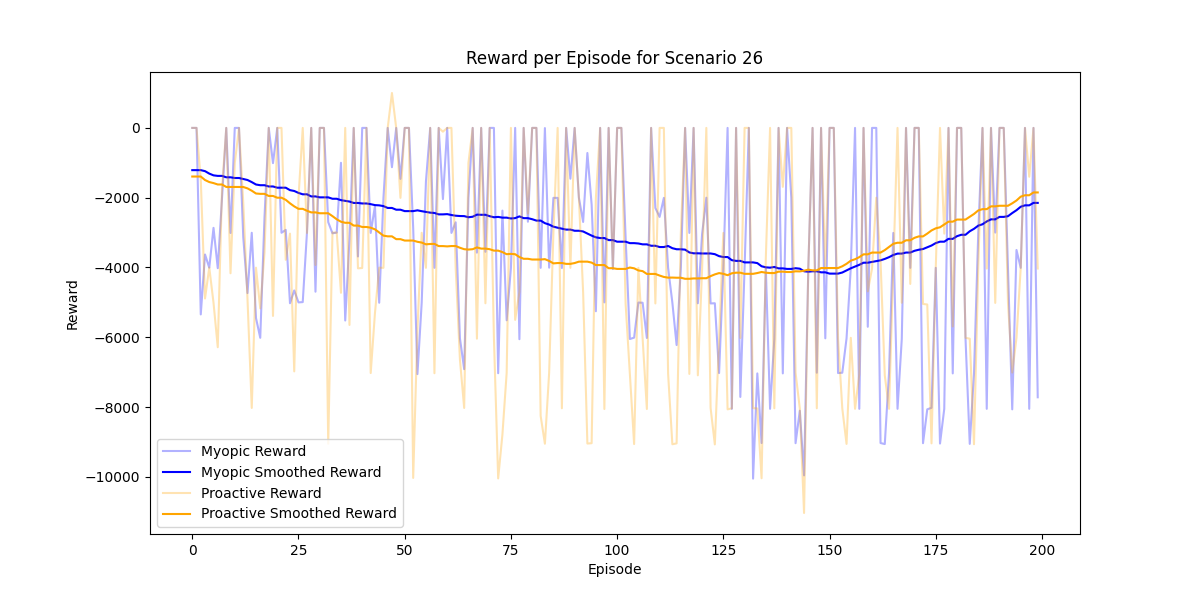 Reward per Episode for Scenario 26
Reward
0
−2000
−4000
−6000
−8000
−10000
Myopic Reward
Myopic Smoothed Reward
Proactive Reward
Proactive Smoothed Reward
0 25 50 75 100 125 150 175 200
Episode